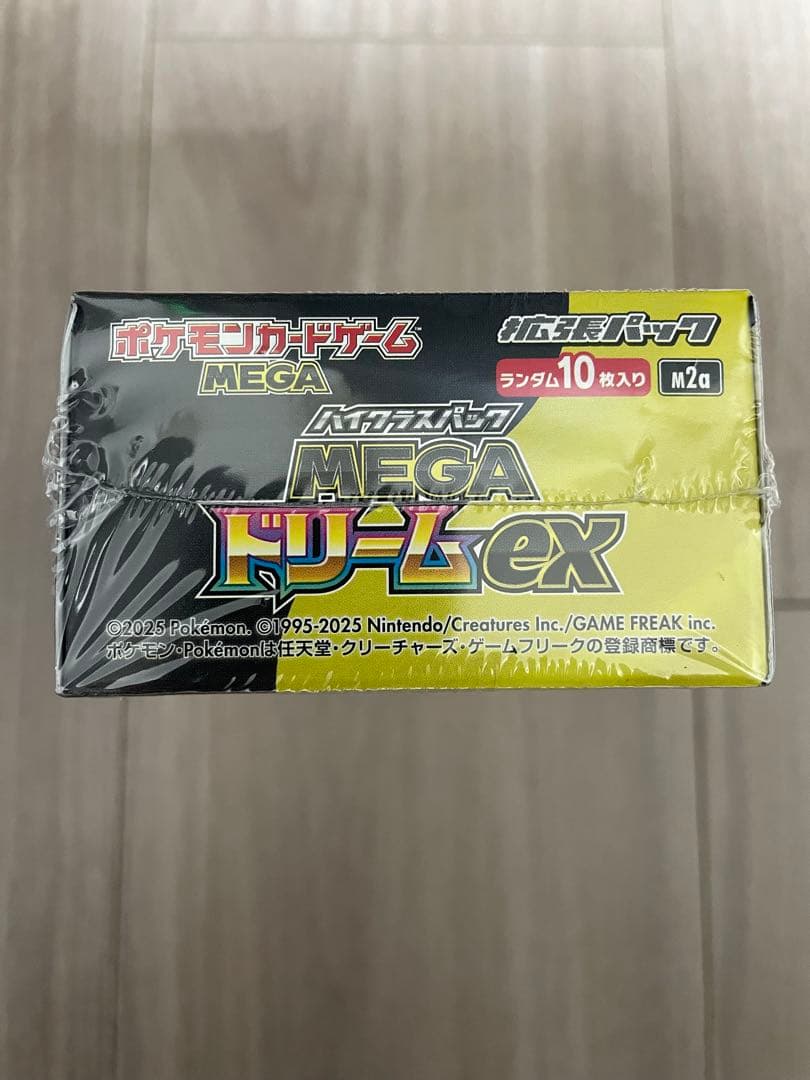 ポケモンカードゲーム™
MEGA
拡張パック
ランダム10枚入り
M2a
ハイクラスパック
MEGA
ドリームex
©2025 Pokémon. ©1995-2025 Nintendo/Creatures Inc./GAME FREAK inc.
ポケモン・Pokémonは任天堂・クリーチャーズ・ゲームフリークの登録商標です。